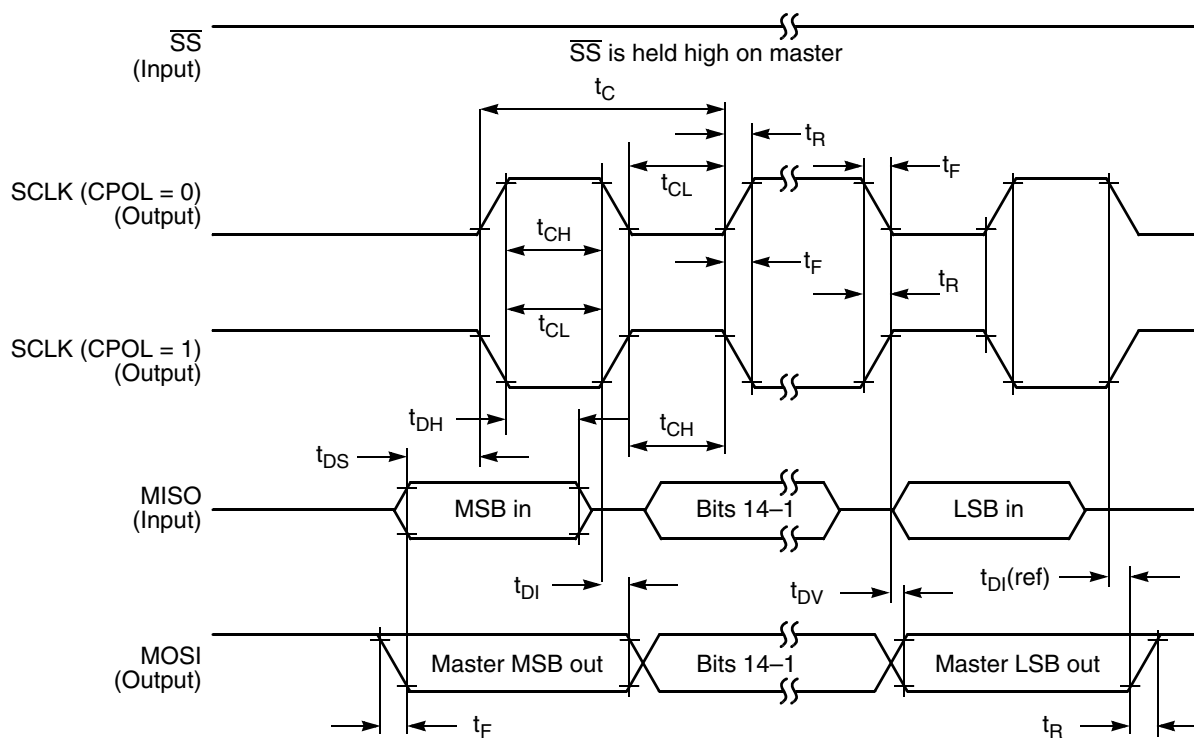 SS
(Input)
SS is held high on master
tC
tR
tF
SCLK (CPOL = 0)
(Output)
tCL
tCH
tF
tR
tCL
SCLK (CPOL = 1)
(Output)
tDH
tCH
tDS
MISO
(Input)
MSB in
Bits 14–1
LSB in
tDI
tDV
tDI(ref)
MOSI
(Output)
Master MSB out
Bits 14–1
Master LSB out
tF
tR